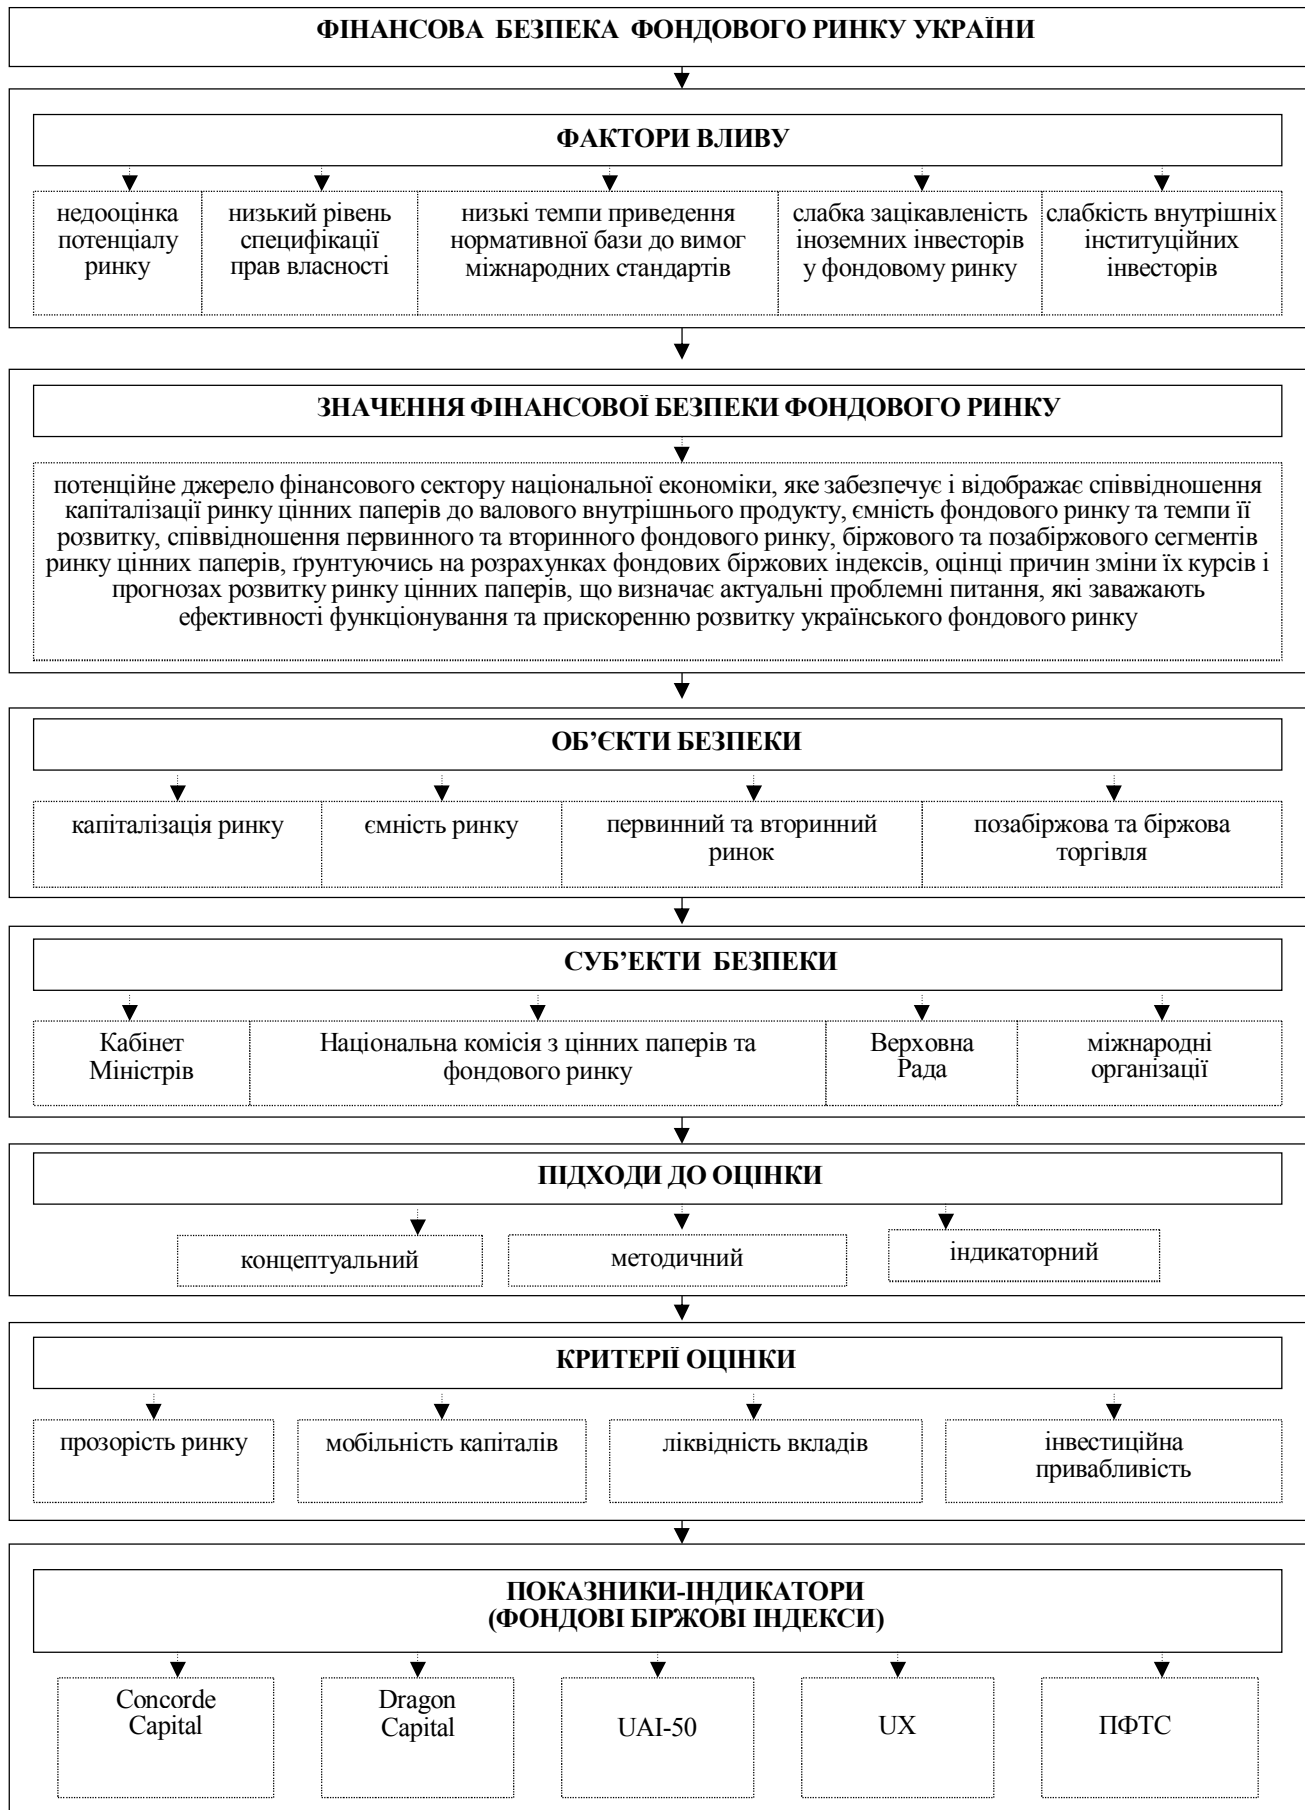 ФІНАНСОВА БЕЗПЕКА ФОНДОВОГО РИНКУ УКРАЇНИ
ФАКТОРИ ВЛИВУ
недооцінка
потенціалу
ринку
низький рівень
специфікації
прав власності
низькі темпи приведення
нормативної бази до вимог
міжнародних стандартів
слабка зацікавленість
іноземних інвесторів
у фондовому ринку
слабкість внутрішніх
інституційних
інвесторів
ЗНАЧЕННЯ ФІНАНСОВОЇ БЕЗПЕКИ ФОНДОВОГО РИНКУ
потенційне джерело фінансового сектору національної економіки, яке забезпечує і відображає співвідношення
капіталізації ринку цінних паперів до валового внутрішнього продукту, ємність фондового ринку та темпи її
розвитку, співвідношення первинного та вторинного фондового ринку, біржового та позабіржового сегментів
ринку цінних паперів, ґрунтуючись на розрахунках фондових біржових індексів, оцінці причин зміни їх курсів і
прогнозах розвитку ринку цінних паперів, що визначає актуальні проблемні питання, які заважають
ефективності функціонування та прискоренню розвитку українського фондового ринку
ОБ’ЄКТИ БЕЗПЕКИ
капіталізація ринку
ємність ринку
первинний та вторинний
ринок
позабіржова та біржова
торгівля
СУБ’ЕКТИ БЕЗПЕКИ
Кабінет
Міністрів
Національна комісія з цінних паперів та
фондового ринку
Верховна
Рада
міжнародні
організації
ПІДХОДИ ДО ОЦІНКИ
концептуальний
методичний
індикаторний
КРИТЕРІЇ ОЦІНКИ
прозорість ринку
мобільність капіталів
ліквідність вкладів
інвестиційна
привабливість
ПОКАЗНИКИ-ІНДИКАТОРИ
(ФОНДОВІ БІРЖОВІ ІНДЕКСИ)
Concorde
Capital
Dragon
Capital
UAI-50
UX
ПФТС